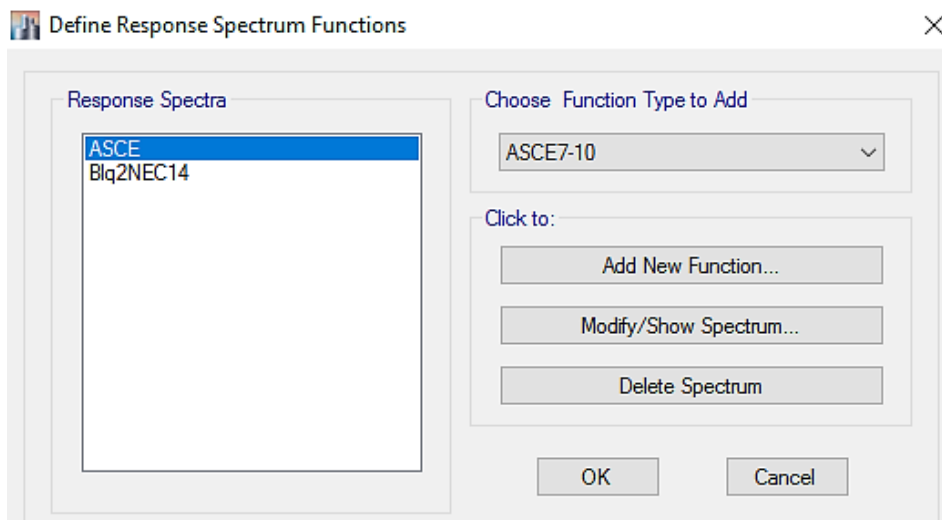 Define Response Spectrum Functions
Response Spectra
ASCE
Blq2NEC14
Choose Function Type to Add
ASCE7-10
Click to:
Add New Function...
Modify/Show Spectrum...
Delete Spectrum
OK
Cancel